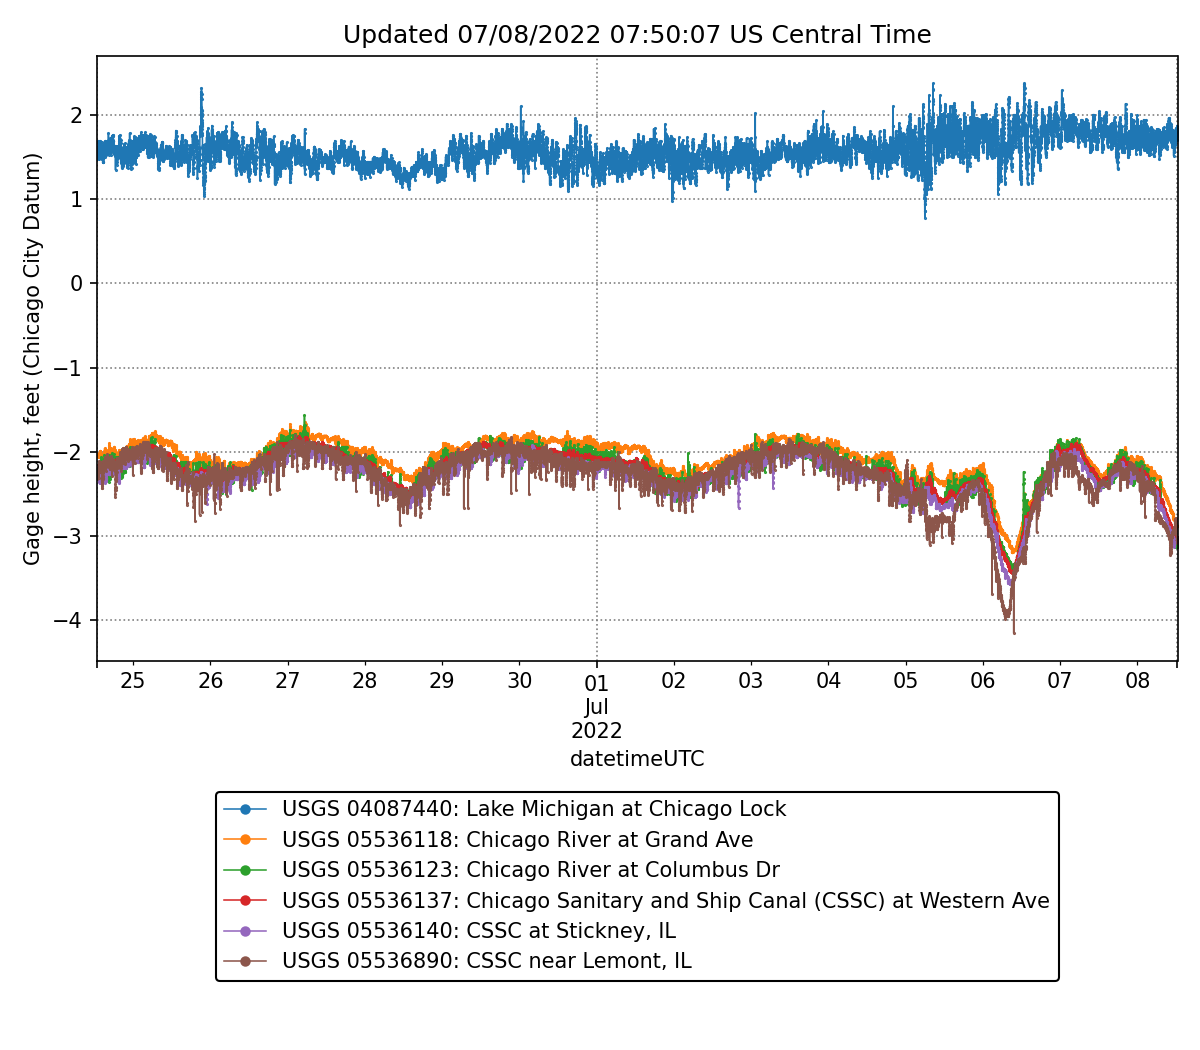 Updated 07/08/2022 07:50:07 US Central Time
Gage height, feet (Chicago City Datum)
2
1
0
−1
−2
−3
−4
25 26 27 28 29 30 01 02 03 04 05 06 07 08
Jul
2022
datetimeUTC
USGS 04087440: Lake Michigan at Chicago Lock
USGS 05536118: Chicago River at Grand Ave
USGS 05536123: Chicago River at Columbus Dr
USGS 05536137: Chicago Sanitary and Ship Canal (CSSC) at Western Ave
USGS 05536140: CSSC at Stickney, IL
USGS 05536890: CSSC near Lemont, IL